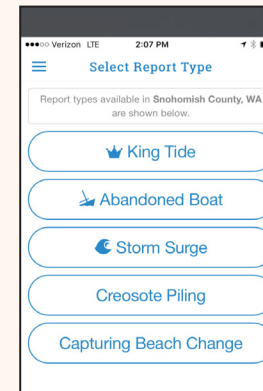 Verizon LTE 2:07 PM
Select Report Type
Report types available in Snohomish County, WA
are shown below.
King Tide
Abandoned Boat
Storm Surge
Creosote Piling
Capturing Beach Change